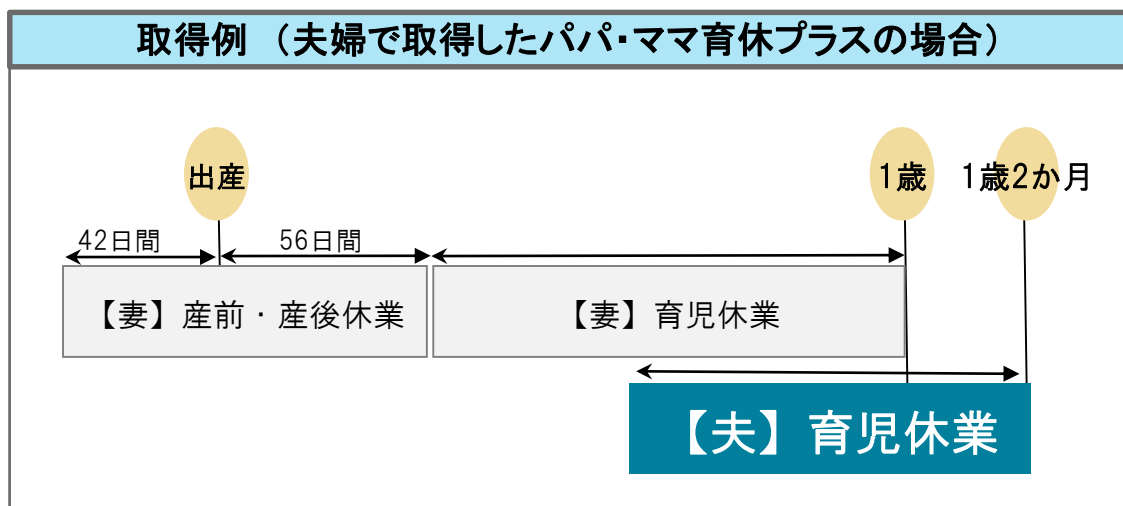 取得例 （夫婦で取得したパパ・ママ育休プラスの場合）
出産
1歳
1歳2か月
42日間
56日間
【妻】産前・産後休業
【妻】育児休業
【夫】育児休業